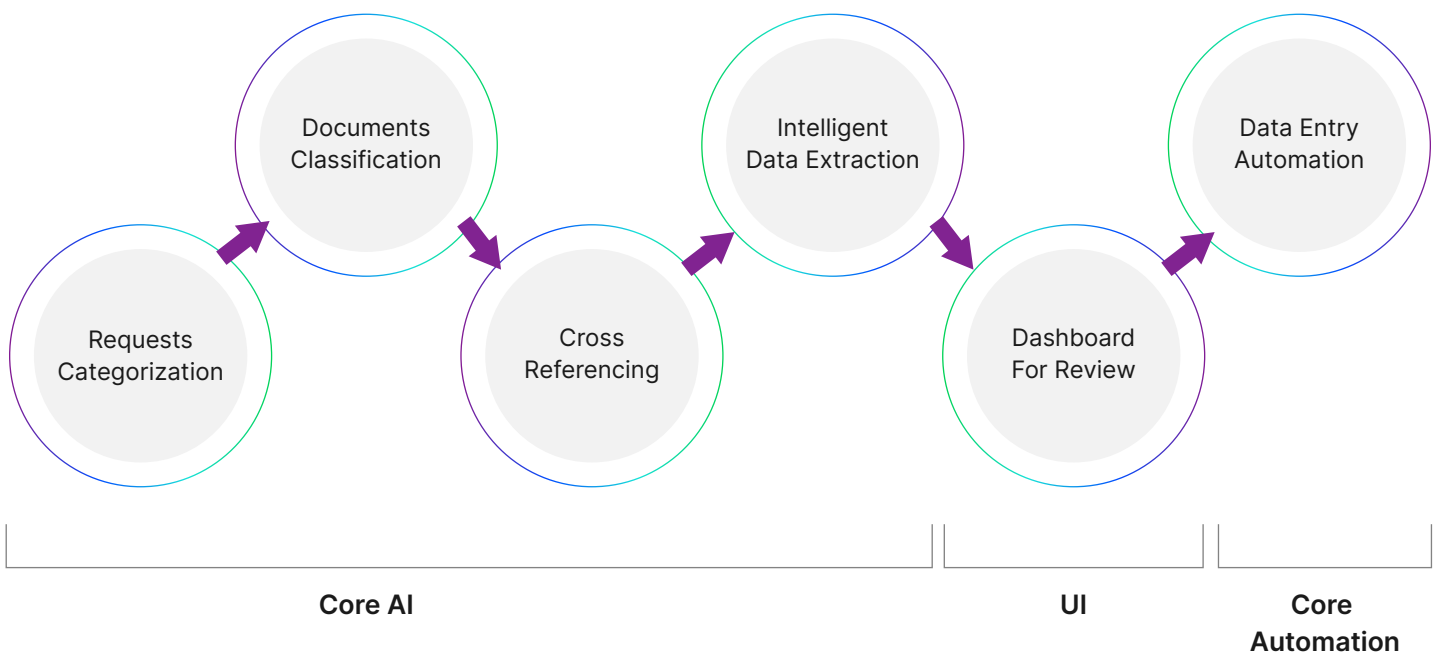 Requests
Categorization
Documents
Classification
Cross
Referencing
Intelligent
Data Extraction
Dashboard
For Review
Data Entry
Automation
Core AI
UI
Core
Automation